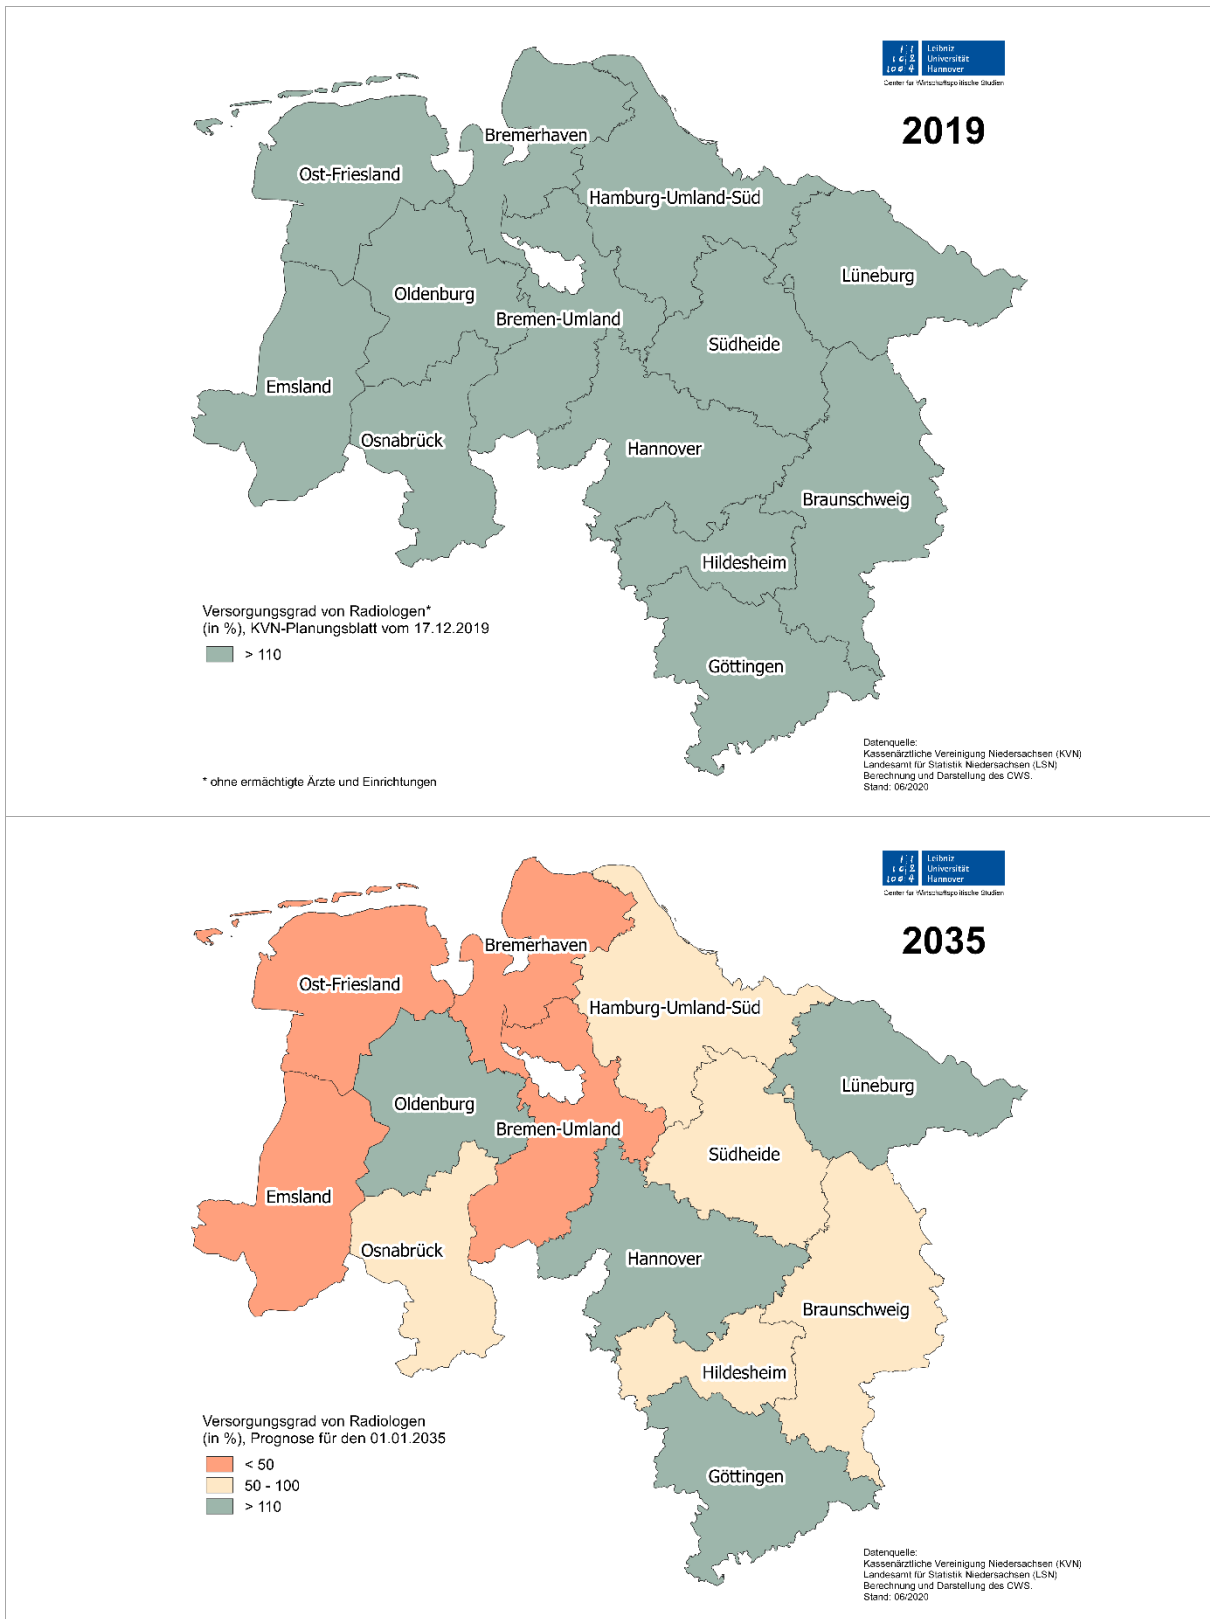 Leibniz
Universität
Hannover
Center für Wirtschaftspolitische Studien
2019
Bremerhaven
Ost-Friesland
Hamburg-Umland-Süd
Lüneburg
Oldenburg
Bremen-Umland
Südheide
Emsland
Osnabrück
Hannover
Braunschweig
Hildesheim
Göttingen
Versorgungsgrad von Radiologen*
(in %), KVN-Planungsblatt vom 17.12.2019
> 110
* ohne ermächtigte Ärzte und Einrichtungen
Datenquelle:
Kassenärztliche Vereinigung Niedersachsen (KVN)
Landesamt für Statistik Niedersachsen (LSN)
Berechnung und Darstellung des CWS.
Stand: 06/2020
Leibniz
Universität
Hannover
Center für Wirtschaftspolitische Studien
2035
Bremerhaven
Ost-Friesland
Hamburg-Umland-Süd
Lüneburg
Oldenburg
Bremen-Umland
Südheide
Emsland
Osnabrück
Hannover
Braunschweig
Hildesheim
Göttingen
Versorgungsgrad von Radiologen
(in %), Prognose für den 01.01.2035
< 50
50 - 100
> 110
Datenquelle:
Kassenärztliche Vereinigung Niedersachsen (KVN)
Landesamt für Statistik Niedersachsen (LSN)
Berechnung und Darstellung des CWS.
Stand: 06/2020